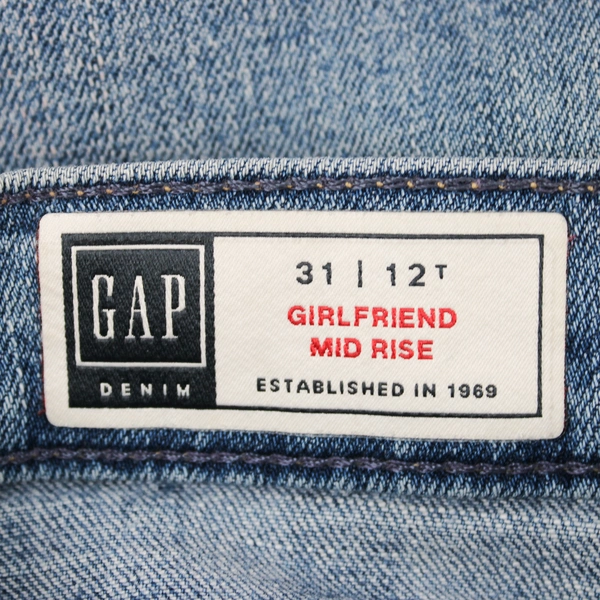 GAP
DENIM
31 | 12T
GIRLFRIEND
MID RISE
ESTABLISHED IN 1969